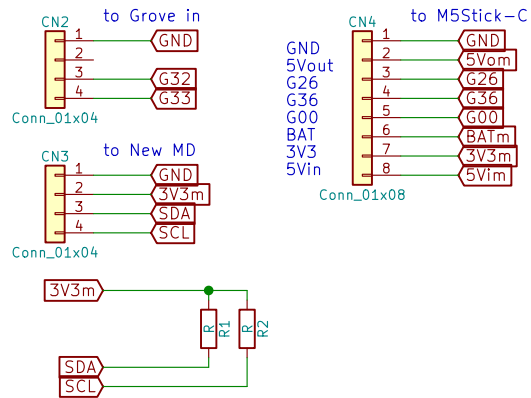 to Grove in
CN2
1 GND
2
3 G32
4 G33
Conn_01x04
to New MD
CN3
1 GND
2 3V3m
3 SDA
4 SCL
Conn_01x04
to M5Stick-C
CN4
GND
5Vout
G26
G36
G00
BAT
3V3
5Vin
1 GND
2 5Vom
3 G26
4 G36
5 G00
6 BATm
7 3V3m
8 5Vim
Conn_01x08
3V3m
R R1
R R2
SDA
SCL